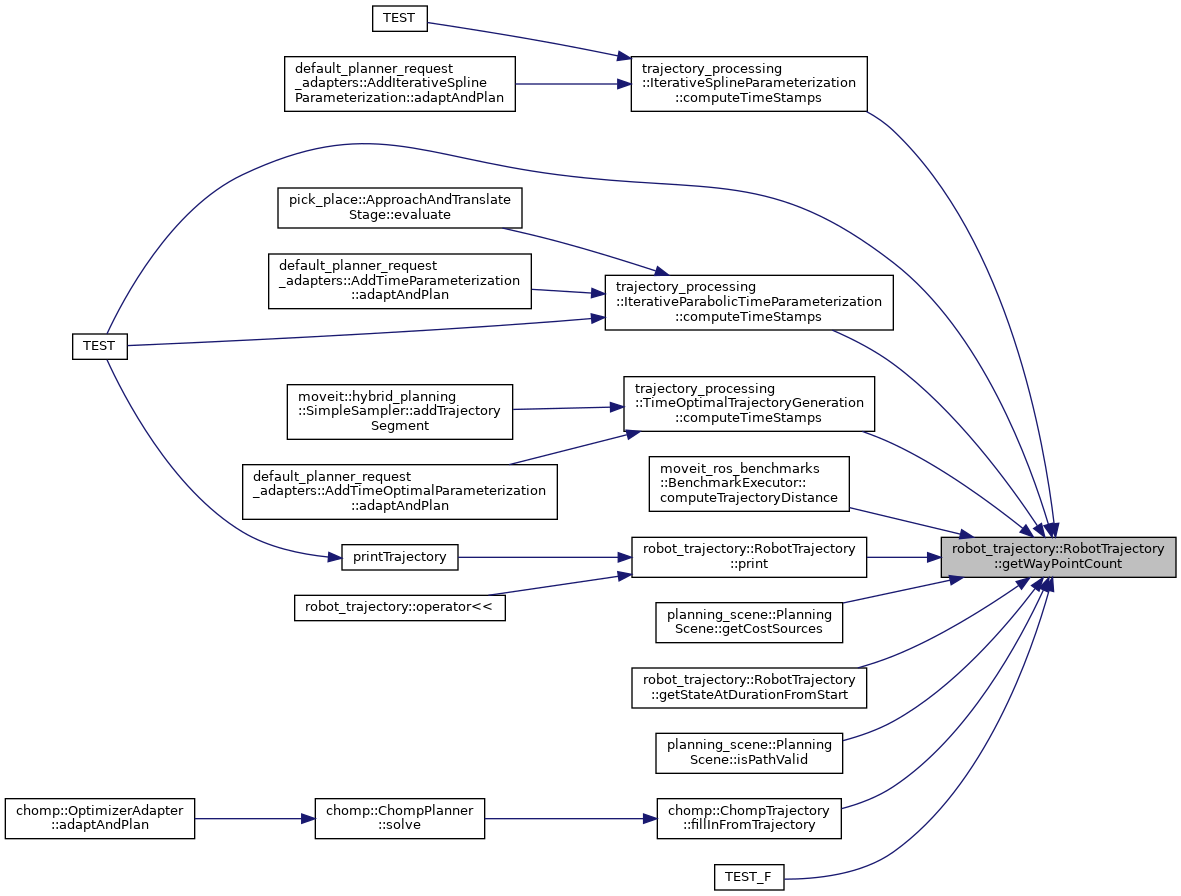 TEST
default_planner_request
_adapters::AddIterativeSpline
Parameterization::adaptAndPlan
trajectory_processing
::IterativeSplineParameterization
::computeTimeStamps
pick_place::ApproachAndTranslate
Stage::evaluate
default_planner_request
_adapters::AddTimeParameterization
::adaptAndPlan
trajectory_processing
::IterativeParabolicTimeParameterization
::computeTimeStamps
TEST
moveit::hybrid_planning
::SimpleSampler::addTrajectory
Segment
trajectory_processing
::TimeOptimalTrajectoryGeneration
::computeTimeStamps
default_planner_request
_adapters::AddTimeOptimalParameterization
::adaptAndPlan
moveit_ros_benchmarks
::BenchmarkExecutor::
computeTrajectoryDistance
printTrajectory
robot_trajectory::RobotTrajectory
::print
robot_trajectory::RobotTrajectory
::getWayPointCount
robot_trajectory::operator<<
planning_scene::Planning
Scene::getCostSources
robot_trajectory::RobotTrajectory
::getStateAtDurationFromStart
planning_scene::Planning
Scene::isPathValid
chomp::OptimizerAdapter
::adaptAndPlan
chomp::ChompPlanner
::solve
chomp::ChompTrajectory
::fillInFromTrajectory
TEST_F